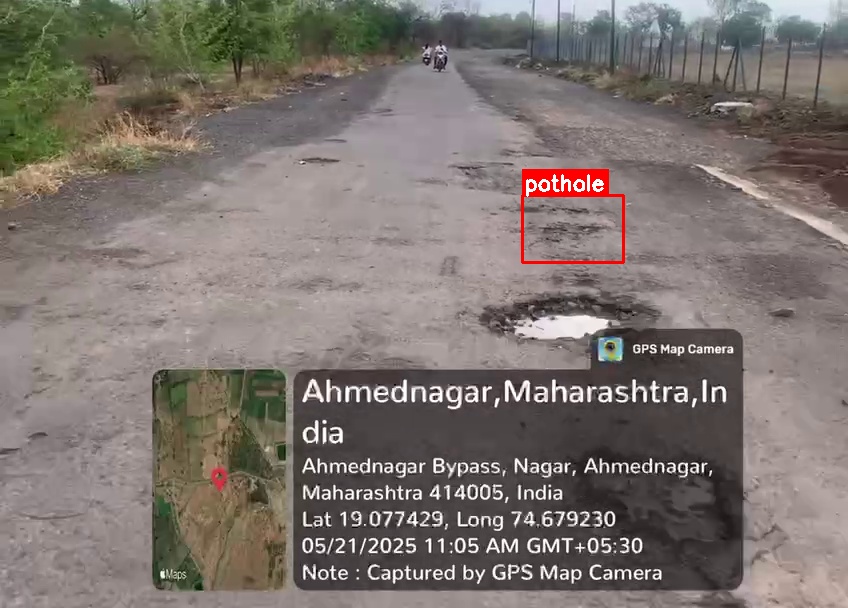 pothole
GPS Map Camera
Ahmednagar,Maharashtra,In
dia
Ahmednagar Bypass, Nagar, Ahmednagar,
Maharashtra 414005, India
Lat 19.077429, Long 74.679230
05/21/2025 11:05 AM GMT+05:30
Note : Captured by GPS Map Camera
Maps